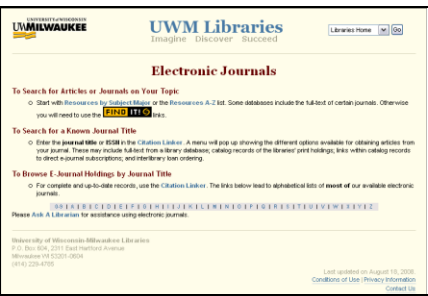 UNIVERSITY of WISCONSIN
UWMILWAUKEE
UWM Libraries
Imagine Discover Succeed
Libraries Home
Go
Electronic Journals
To Search for Articles or Journals on Your Topic
Start with Resources by Subject/Major or the Resources A-Z list. Some databases include the full-text of certain journals. Otherwise
you will need to use the FIND IT! links.
To Search for a Known Journal Title
Enter the journal title or ISSN in the Citation Linker. A menu will pop up showing the different options available for obtaining articles from
your journal. These may include full-text from a library database; catalog records of the libraries' print holdings; links within catalog records
to direct e-journal subscriptions; and interlibrary loan ordering.
To Browse E-Journal Holdings by Journal Title
For complete and up-to-date records, use the Citation Linker. The links below lead to alphabetical lists of most of our available electronic
journals.
A | B | C | D | E | F | G | H | I | J | K | L | M | N | O | P | Q | R | S | T | U | V | W | X | Y | Z
Please Ask A Librarian for assistance using electronic journals.
University of Wisconsin-Milwaukee Libraries
P.O. Box 604, 2311 East Hartford Avenue
Milwaukee WI 53201-0604
(414) 229-4785
Last updated on August 18, 2008.
Conditions of Use | Privacy Information
Contact Us